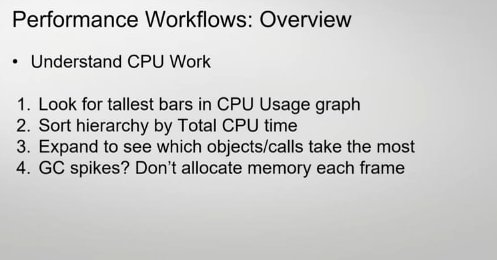 Performance Workflows: Overview
• Understand CPU Work
1. Look for tallest bars in CPU Usage graph
2. Sort hierarchy by Total CPU time
3. Expand to see which objects/calls take the most
4. GC spikes? Don't allocate memory each frame